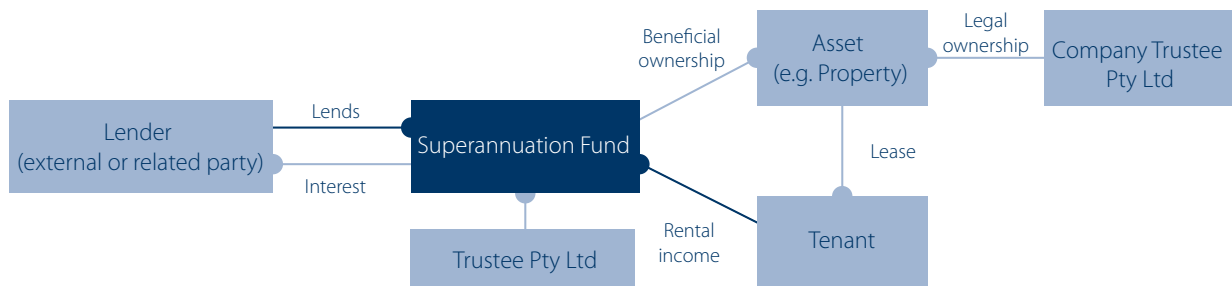 Lender
(external or related party)
Lends
Interest
Superannuation Fund
Trustee Pty Ltd
Beneficial
ownership
Asset
(e.g. Property)
Legal
ownership
Company Trustee
Pty Ltd
Lease
Rental
income
Tenant